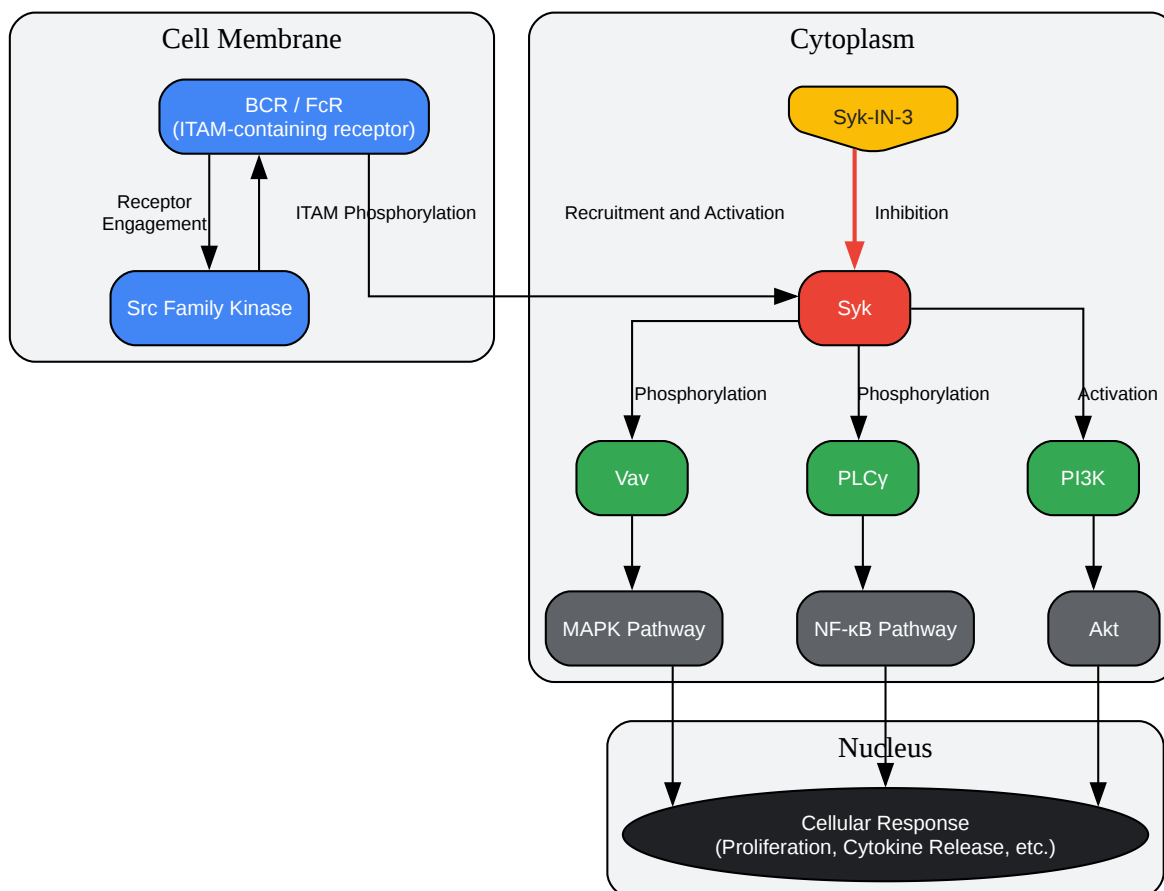 Cell Membrane
BCR / FcR
(ITAM-containing receptor)
Receptor
Engagement
ITAM Phosphorylation
Src Family Kinase
Cytoplasm
Syk-IN-3
Recruitment and Activation
Inhibition
Syk
Phosphorylation
Phosphorylation
Activation
Vav
PLCγ
PI3K
MAPK Pathway
NF-κB Pathway
Akt
Nucleus
Cellular Response
(Proliferation, Cytokine Release, etc.)